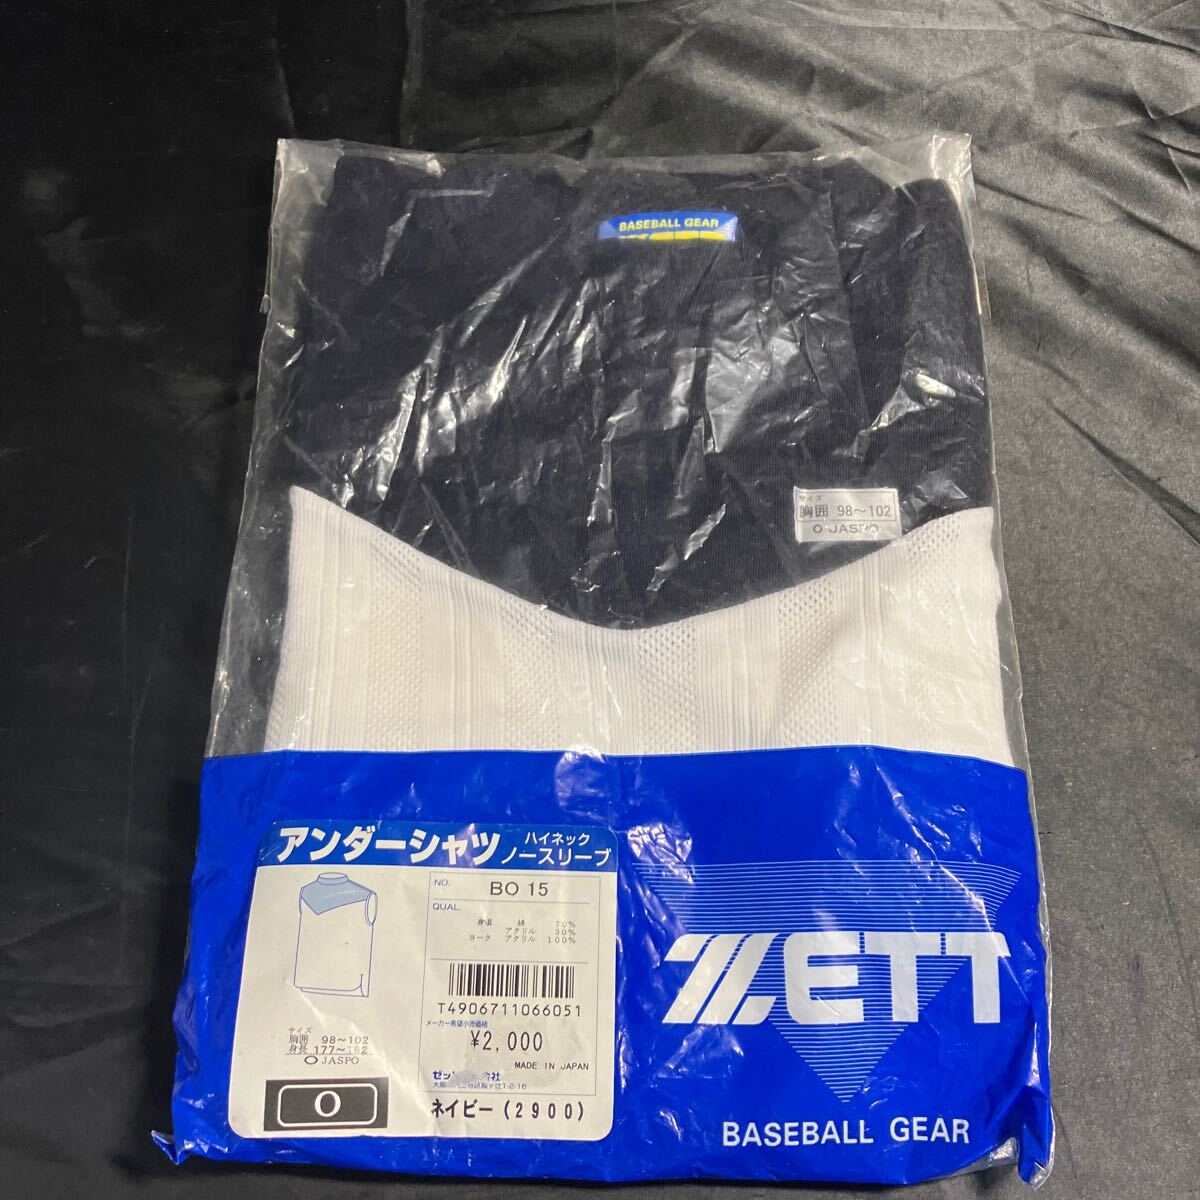 BASEBALL GEAR
サイズ
胸囲 98～102
O JASPO
アンダーシャツ
ハイネック
ノースリーブ
NO. BO 15
QUAL.
身頃 綿 70%
アクリル 30%
ヨーク アクリル 100%
T4906711066051
メーカー希望小売価格
¥2,000
MADE IN JAPAN
ネイビー (2900)
サイズ
胸囲 98～102
身長 177～182
O JASPO
O
ZETT
BASEBALL GEAR